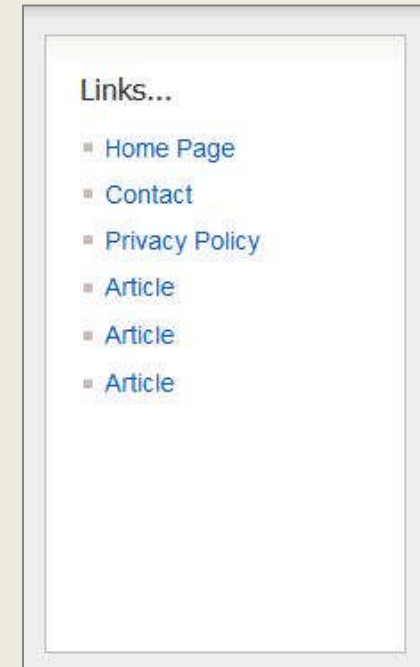 Links...
Home Page
Contact
Privacy Policy
Article
Article
Article